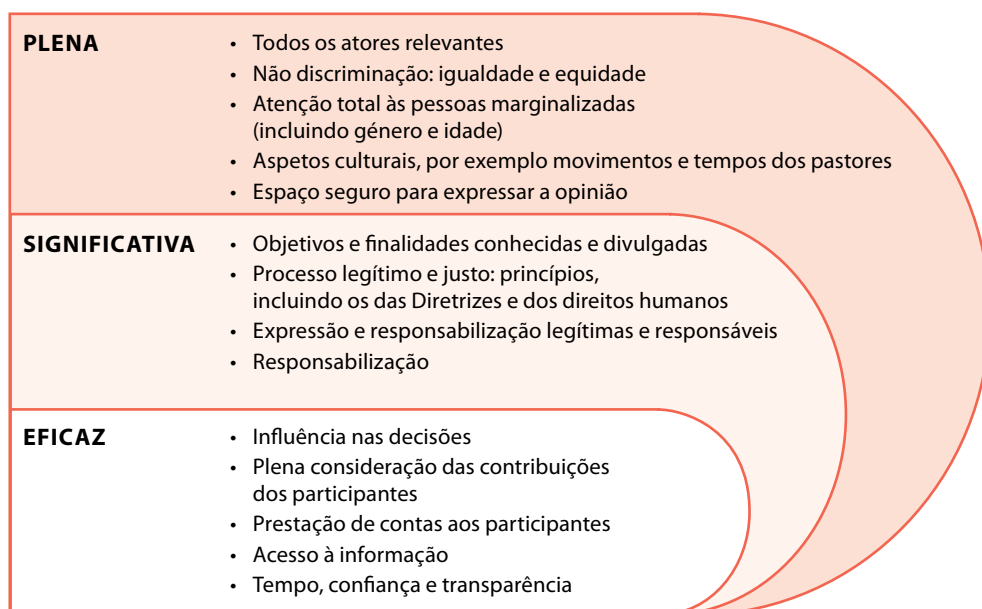 PLENA
• Todos os atores relevantes
• Não discriminação: igualdade e equidade
• Atenção total às pessoas marginalizadas
(incluindo género e idade)
• Aspetos culturais, por exemplo movimentos e tempos dos pastores
• Espaço seguro para expressar a opinião
SIGNIFICATIVA
• Objetivos e finalidades conhecidas e divulgadas
• Processo legítimo e justo: princípios,
incluindo os das Diretrizes e dos direitos humanos
• Expressão e responsabilização legítimas e responsáveis
• Responsabilização
EFICAZ
• Influência nas decisões
• Plena consideração das contribuições
dos participantes
• Prestação de contas aos participantes
• Acesso à informação
• Tempo, confiança e transparência